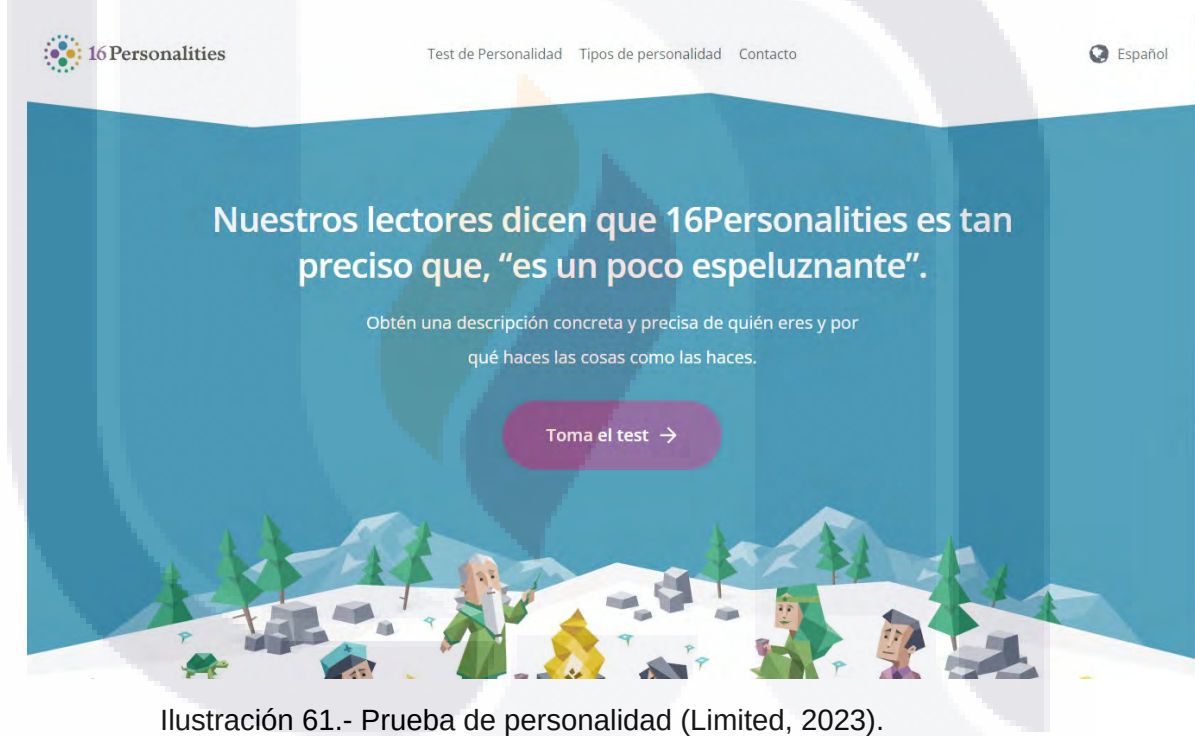 16Personalities
Test de Personalidad Tipos de personalidad Contacto
Español
Nuestros lectores dicen que 16Personalities es tan
preciso que, “es un poco espeluznante”.
Obtén una descripción concreta y precisa de quién eres y por
qué haces las cosas como las haces.
Toma el test →
Ilustración 61.- Prueba de personalidad (Limited, 2023).